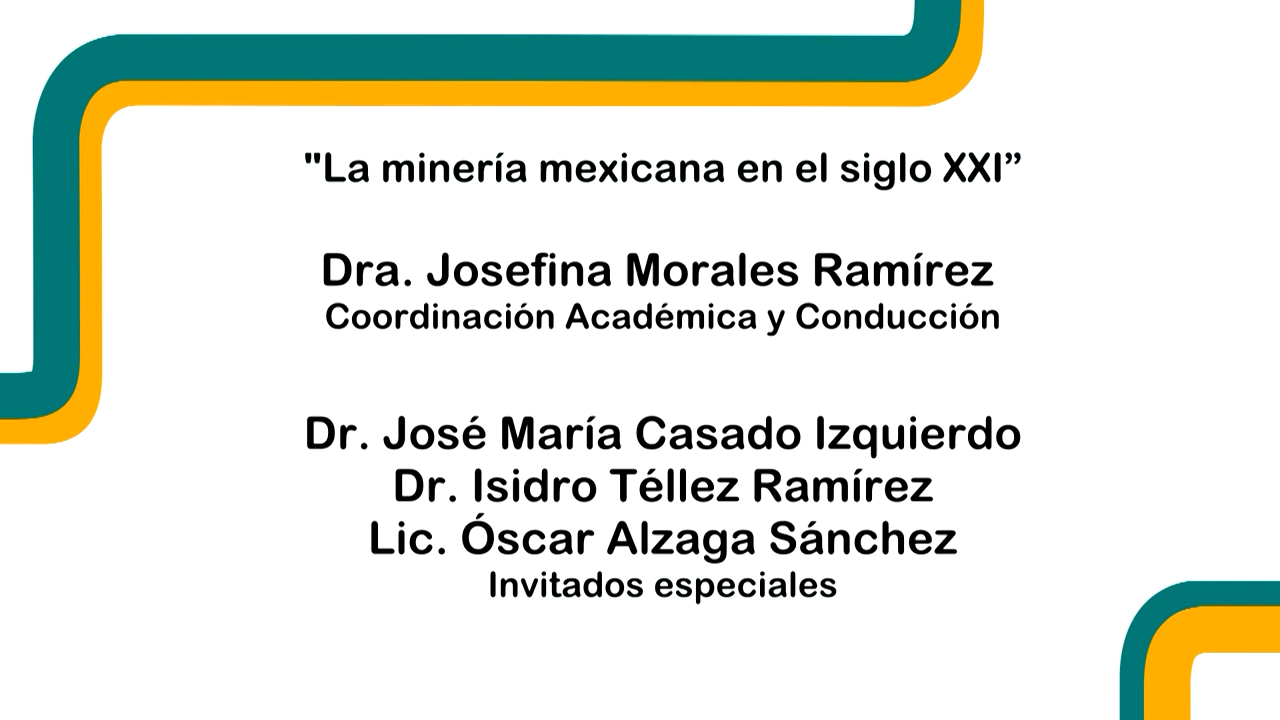 "La minería mexicana en el siglo XXI”
Dra. Josefina Morales Ramírez
Coordinación Académica y Conducción
Dr. José María Casado Izquierdo
Dr. Isidro Téllez Ramírez
Lic. Óscar Alzaga Sánchez
Invitados especiales